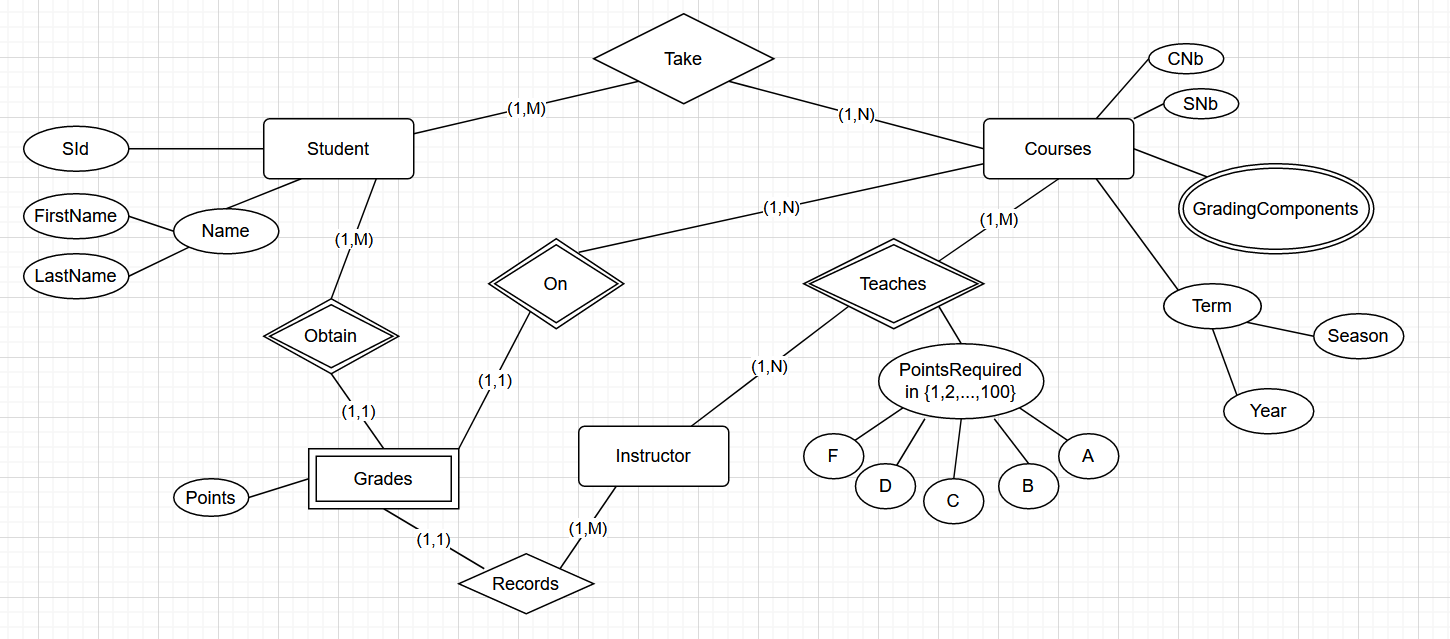 Take
CNb
SNb
(1,M)
(1,N)
SId
Student
Courses
FirstName
Name
LastName
(1,N)
GradingComponents
(1,M)
(1,M)
On
Teaches
Term
Season
Obtain
(1,N)
PointsRequired
in {1,2,...,100}
(1,1)
(1,1)
Year
Instructor
F
D
C
B
A
Grades
Points
(1,M)
(1,1)
Records